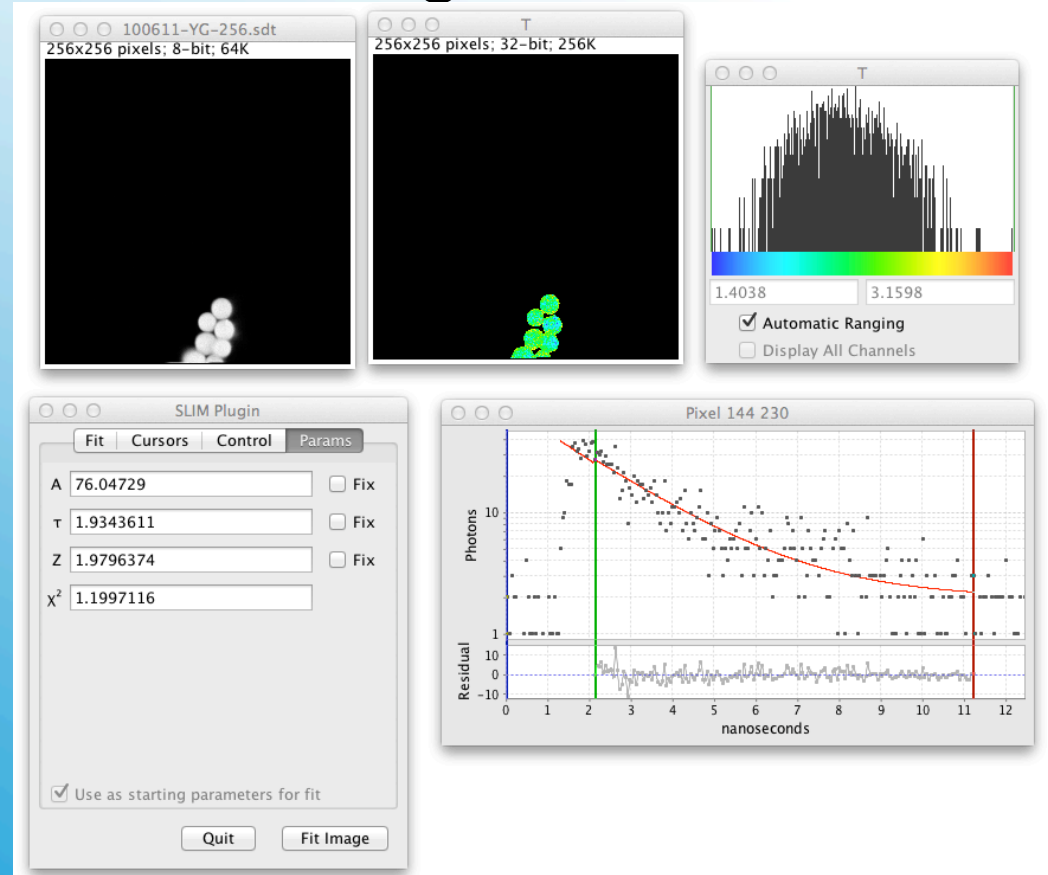 100611-YG-256.sdt
256x256 pixels; 8-bit; 64K
T
256x256 pixels; 32-bit; 256K
T
1.4038 3.1598
Automatic Ranging
Display All Channels
SLIM Plugin
Fit Cursors Control Params
A 76.04729 Fix
τ 1.9343611 Fix
Z 1.9796374 Fix
χ² 1.1997116
Use as starting parameters for fit
Quit Fit Image
Pixel 144 230
Photons
10
1
Residual
10
0
-10
0 1 2 3 4 5 6 7 8 9 10 11 12
nanoseconds